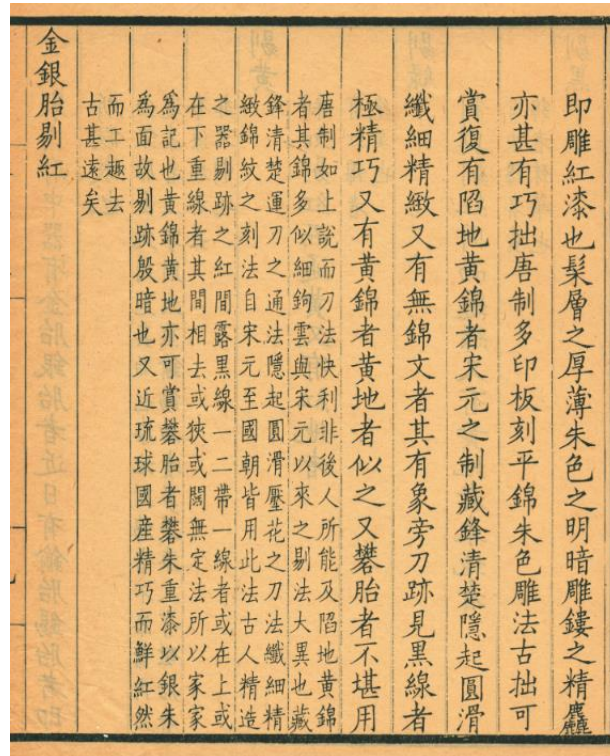 即雕紅漆也髹層之厚薄朱色之明暗雕鏤之精麤
亦甚有巧拙唐制多印板刻平錦朱色雕法古拙可
賞復有陷地黃錦者宋元之制藏鋒清楚隱起圓滑
纖細精緻又有無錦文者其有象旁刀跡見黑線者
極精巧又有黃錦者黃地者似之又礬胎者不堪用
唐制如上說而刀法快利非後人所能及陷地黃錦
者其錦多似細鉤雲與宋元以來之剔法大異也藏
鋒清楚運刀之通法隱起圓滑壓花之刀法纖細精
緻錦紋之刻法自宋元至國朝皆用此法古人精造
之器剔跡之紅間露黑線一二帶一線者或在上或
在下重線者其間相去或狹或闊無定法所以家家
爲記也黃錦黃地亦可賞礬胎者礬朱重漆以銀朱
爲面故剔跡殷暗也又近琉球國産精巧而鮮紅然
而工趣去
古甚遠矣
金銀胎剔紅